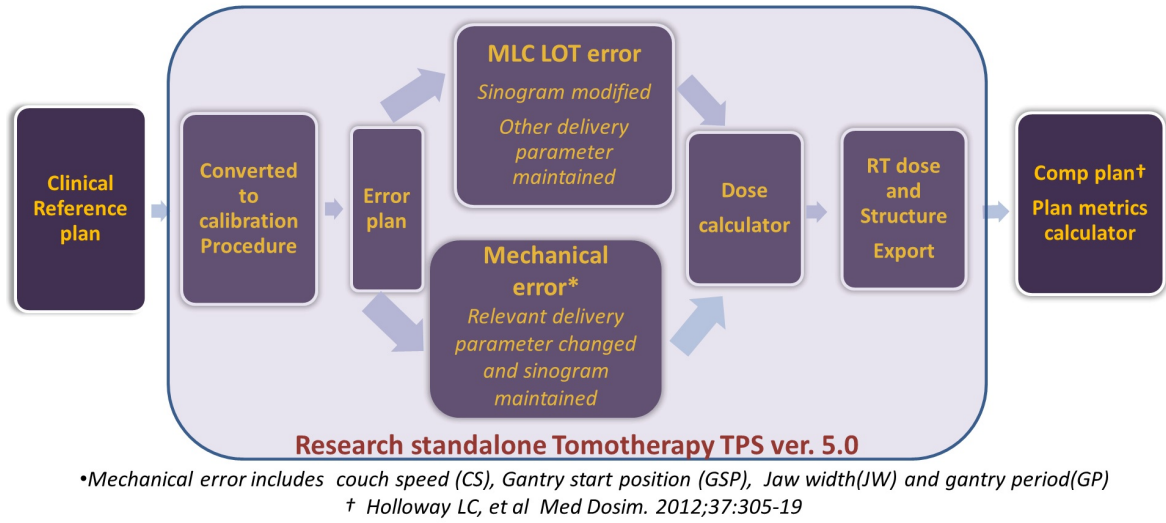 Clinical
Reference
plan
Converted
to
calibration
Procedure
Error
plan
MLC LOT error
Sinogram modified
Other delivery
parameter
maintained
Mechanical
error*
Relevant delivery
parameter changed
and sinogram
maintained
Dose
calculator
RT dose
and
Structure
Export
Comp plan†
Plan metrics
calculator
Research standalone Tomotherapy TPS ver. 5.0
•Mechanical error includes couch speed (CS), Gantry start position (GSP), Jaw width(JW) and gantry period(GP)
† Holloway LC, et al Med Dosim. 2012;37:305-19